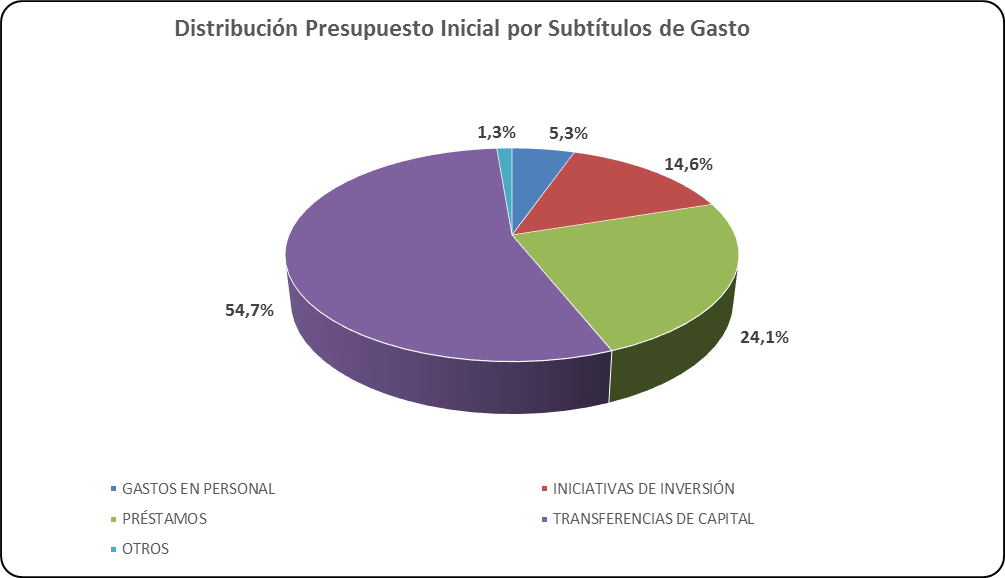 Distribución Presupuesto Inicial por Subtítulos de Gasto
1,3%
5,3%
14,6%
54,7%
24,1%
GASTOS EN PERSONAL
INICIATIVAS DE INVERSIÓN
PRÉSTAMOS
TRANSFERENCIAS DE CAPITAL
OTROS